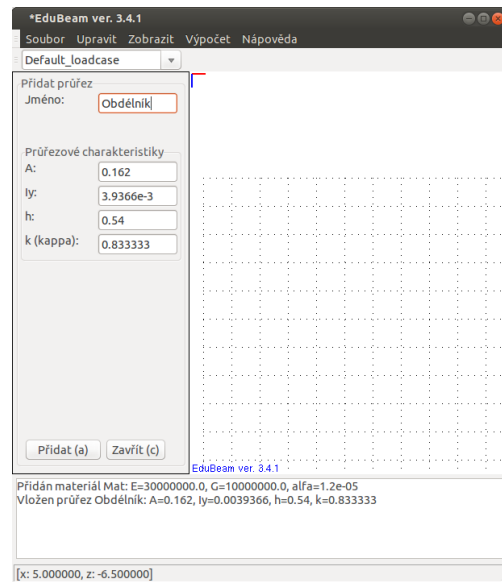 *EduBeam ver. 3.4.1
Soubor Upravit Zobrazit Výpočet Nápověda
Default_loadcase
Přidat průřez
Jméno: Obdélník
Průřezové charakteristiky
A: 0.162
Iy: 3.9366e-3
h: 0.54
k (kappa): 0.833333
Přidat (a) Zavřít (c)
EduBeam ver. 3.4.1
Přidán materiál Mat: E=30000000.0, G=10000000.0, alfa=1.2e-05
Vložen průřez Obdélník: A=0.162, Iy=0.0039366, h=0.54, k=0.833333
[x: 5.000000, z: -6.500000]